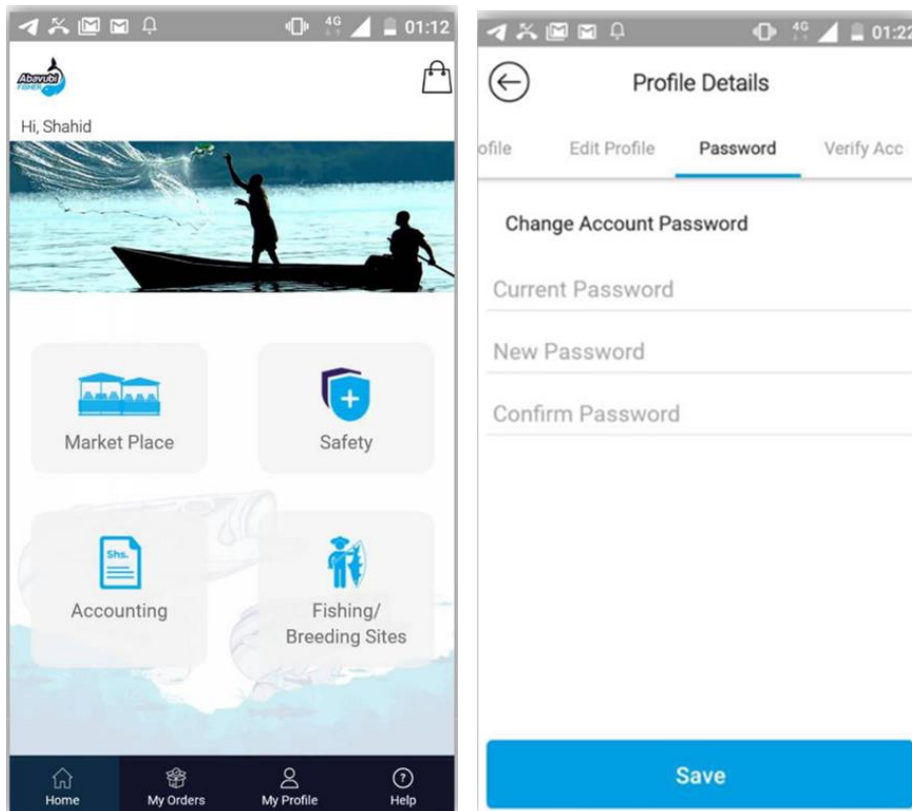 4G
01:12
Abavubi
FISHER
Hi, Shahid
Market Place
Safety
Shs.
Accounting
Fishing/
Breeding Sites
Home
My Orders
My Profile
Help
4G
01:22
Profile Details
ofile
Edit Profile
Password
Verify Acc
Change Account Password
Current Password
New Password
Confirm Password
Save